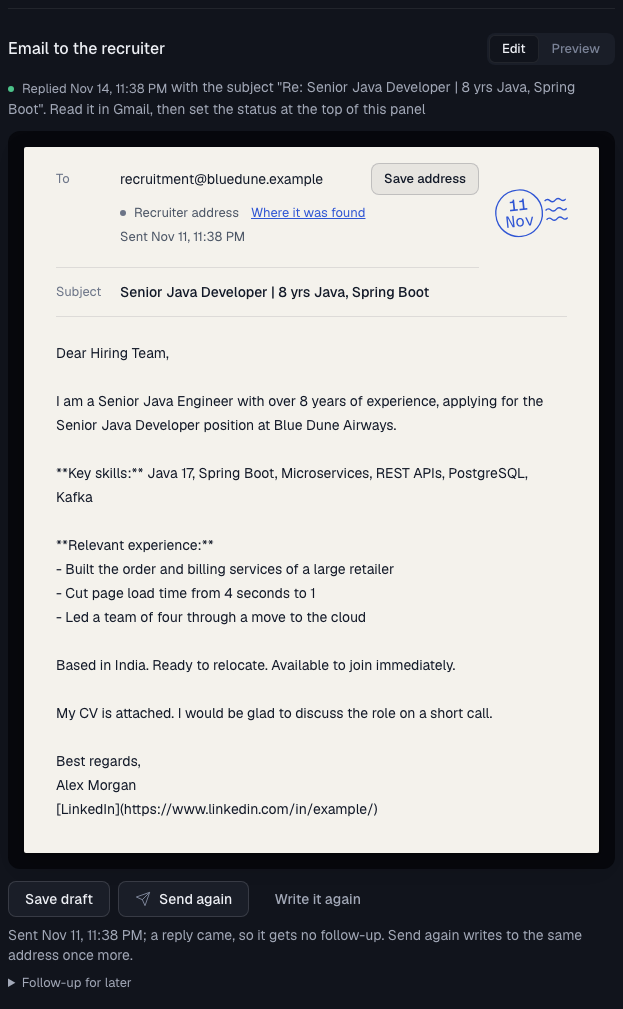 Email to the recruiter
Edit
Preview
Replied Nov 14, 11:38 PM with the subject "Re: Senior Java Developer | 8 yrs Java, Spring
Boot". Read it in Gmail, then set the status at the top of this panel
To
recruitment@bluedune.example
Save address
Recruiter address
Where it was found
Sent Nov 11, 11:38 PM
11
Nov
Subject
Senior Java Developer | 8 yrs Java, Spring Boot
Dear Hiring Team,
I am a Senior Java Engineer with over 8 years of experience, applying for the
Senior Java Developer position at Blue Dune Airways.
**Key skills:** Java 17, Spring Boot, Microservices, REST APIs, PostgreSQL,
Kafka
**Relevant experience:**
- Built the order and billing services of a large retailer
- Cut page load time from 4 seconds to 1
- Led a team of four through a move to the cloud
Based in India. Ready to relocate. Available to join immediately.
My CV is attached. I would be glad to discuss the role on a short call.
Best regards,
Alex Morgan
[LinkedIn](https://www.linkedin.com/in/example/)
Save draft
Send again
Write it again
Sent Nov 11, 11:38 PM; a reply came, so it gets no follow-up. Send again writes to the same
address once more.
Follow-up for later